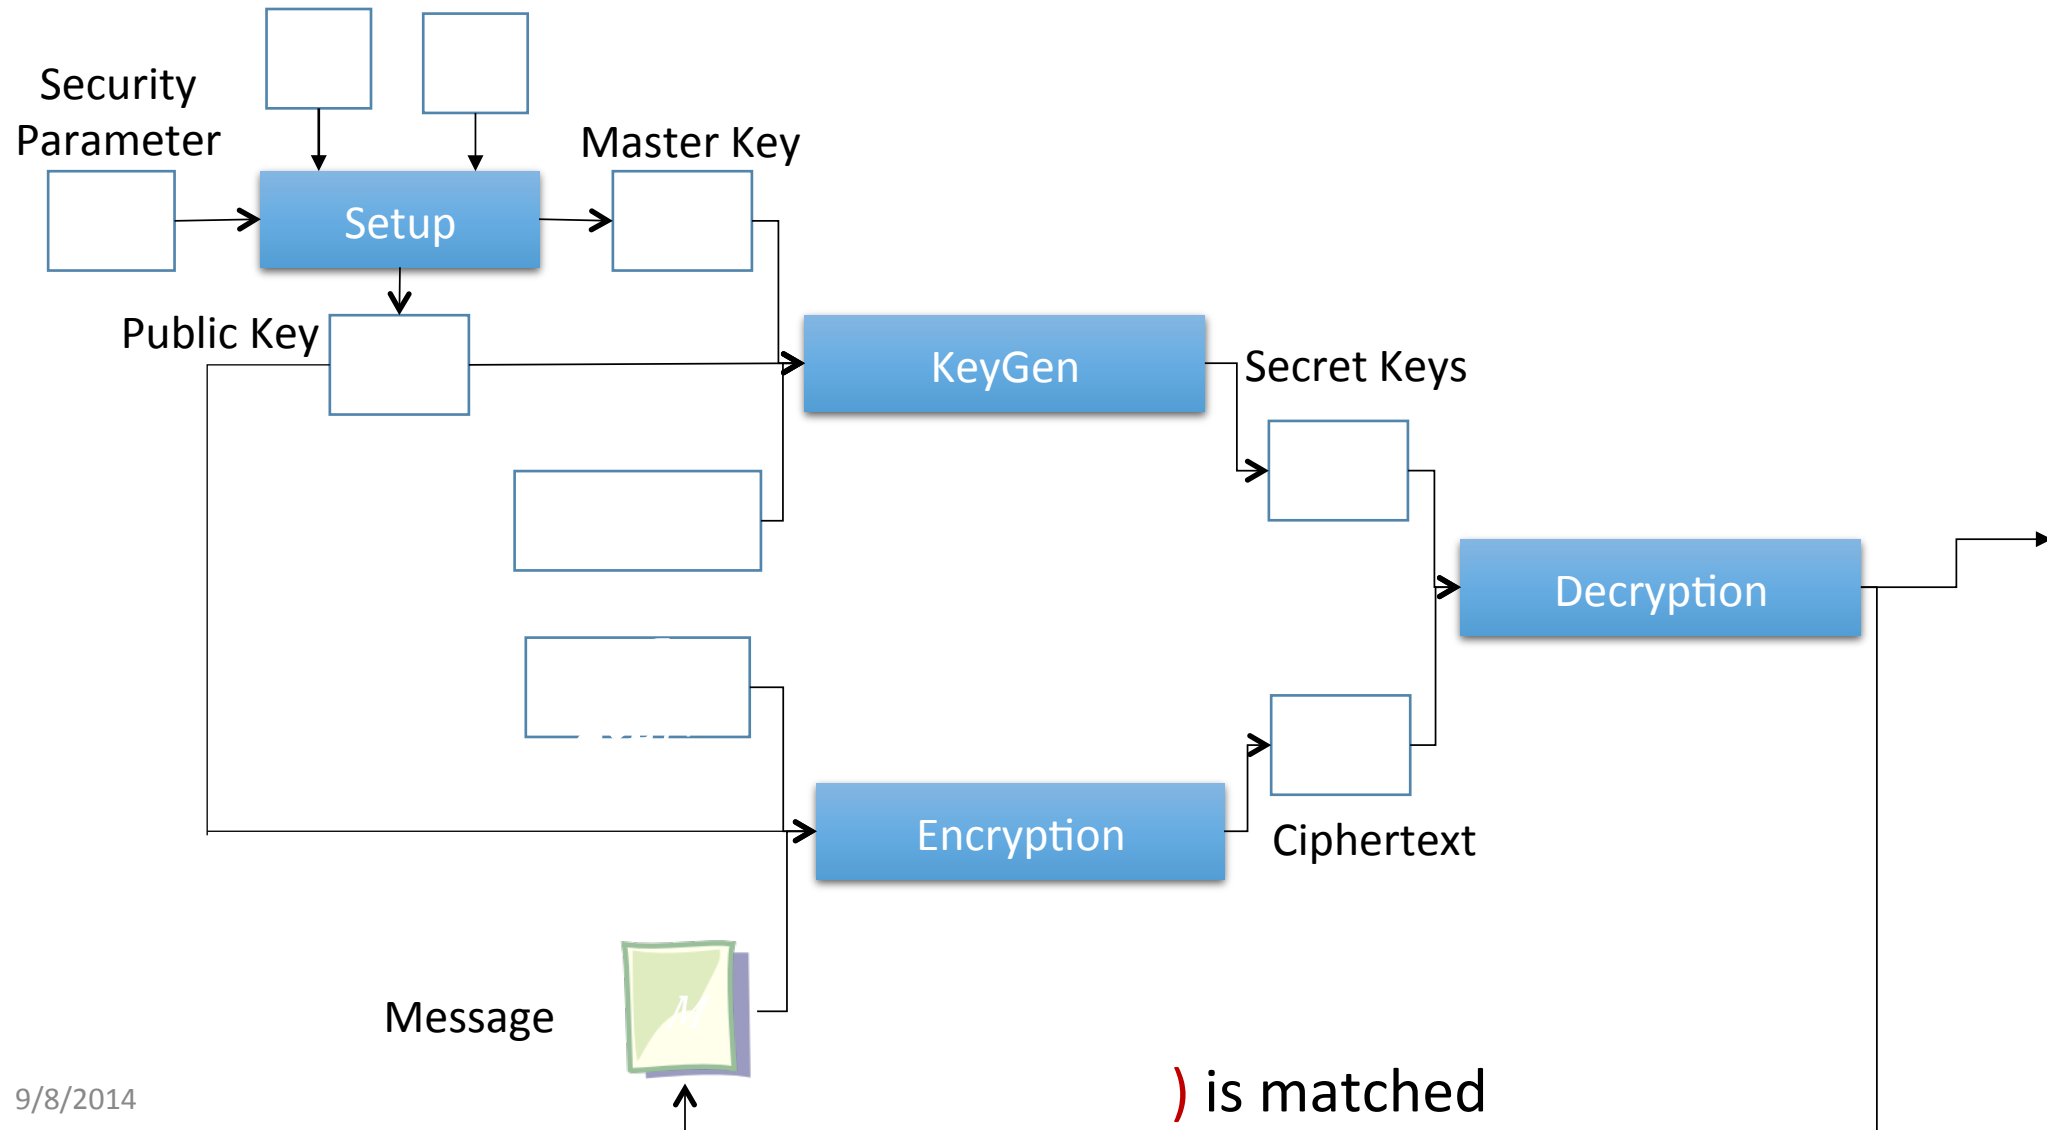 Security
Parameter
Master Key
Setup
Public Key
KeyGen
Secret Keys
Decryption
Encryption
Ciphertext
M
Message
) is matched
9/8/2014